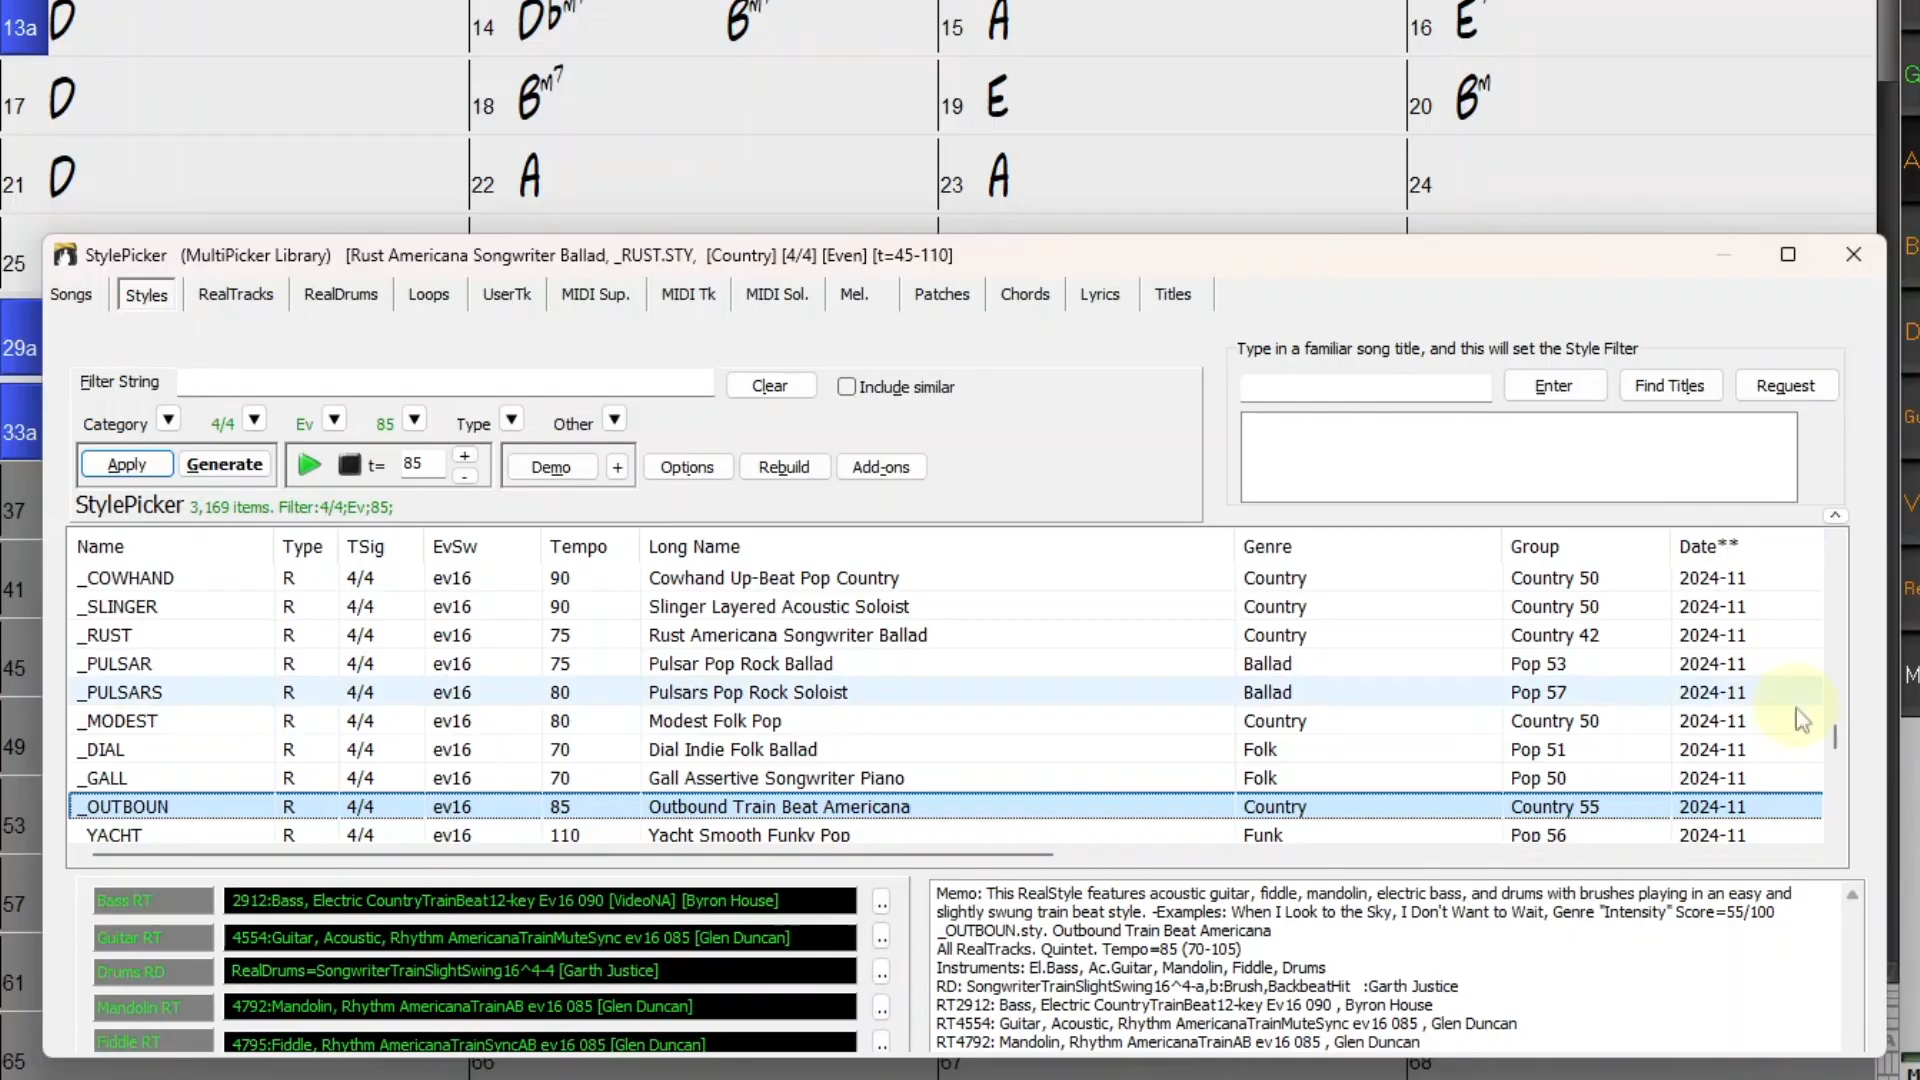 13a D 14 Dbm7 Bm7 15 A 16 E7
17 D 18 Bm7 19 E 20 Bm
21 D 22 A 23 A 24
25
StylePicker (MultiPicker Library) [Rust Americana Songwriter Ballad, _RUST.STY, [Country] [4/4] [Even] [t=45-110]
Songs Styles RealTracks RealDrums Loops UserTk MIDI Sup. MIDI Tk MIDI Sol. Mel. Patches Chords Lyrics Titles
29a
Type in a familiar song title, and this will set the Style Filter
Filter String Clear Include similar Enter Find Titles Request
Category 4/4 Ev 85 Type Other
33a
Apply Generate t= 85 + - Demo + Options Rebuild Add-ons
StylePicker 3,169 items. Filter:4/4;Ev;85;
37
Name Type TSig EvSw Tempo Long Name Genre Group Date**
_COWHAND R 4/4 ev16 90 Cowhand Up-Beat Pop Country Country Country 50 2024-11
41
_SLINGER R 4/4 ev16 90 Slinger Layered Acoustic Soloist Country Country 50 2024-11
_RUST R 4/4 ev16 75 Rust Americana Songwriter Ballad Country Country 42 2024-11
_PULSAR R 4/4 ev16 75 Pulsar Pop Rock Ballad Ballad Pop 53 2024-11
45
_PULSARS R 4/4 ev16 80 Pulsars Pop Rock Soloist Ballad Pop 57 2024-11
_MODEST R 4/4 ev16 80 Modest Folk Pop Country Country 50 2024-11
49
_DIAL R 4/4 ev16 70 Dial Indie Folk Ballad Folk Pop 51 2024-11
_GALL R 4/4 ev16 70 Gall Assertive Songwriter Piano Folk Pop 50 2024-11
_OUTBOUN R 4/4 ev16 85 Outbound Train Beat Americana Country Country 55 2024-11
53
_YACHT R 4/4 ev16 110 Yacht Smooth Funky Pop Funk Pop 56 2024-11
57
Bass RT 2912:Bass, Electric CountryTrainBeat12-key Ev16 090 [VideoNA] [Byron House] ..
Guitar RT 4554:Guitar, Acoustic, Rhythm AmericanaTrainMuteSync ev16 085 [Glen Duncan] ..
Drums RD RealDrums=SongwriterTrainSlightSwing16^4-4 [Garth Justice] ..
61
Mandolin RT 4792:Mandolin, Rhythm AmericanaTrainAB ev16 085 [Glen Duncan] ..
Fiddle RT 4795:Fiddle, Rhythm AmericanaTrainSyncAB ev16 085 [Glen Duncan] ..
Memo: This RealStyle features acoustic guitar, fiddle, mandolin, electric bass, and drums with brushes playing in an easy and
slightly swung train beat style. -Examples: When I Look to the Sky, I Don't Want to Wait, Genre "Intensity" Score=55/100
_OUTBOUN.sty. Outbound Train Beat Americana
All RealTracks. Quintet. Tempo=85 (70-105)
Instruments: El.Bass, Ac.Guitar, Mandolin, Fiddle, Drums
RD: SongwriterTrainSlightSwing16^4-a,b:Brush,BackbeatHit :Garth Justice
RT2912: Bass, Electric CountryTrainBeat12-key Ev16 090 , Byron House
RT4554: Guitar, Acoustic, Rhythm AmericanaTrainMuteSync ev16 085 , Glen Duncan
RT4792: Mandolin, Rhythm AmericanaTrainAB ev16 085 , Glen Duncan
65 66 67 68